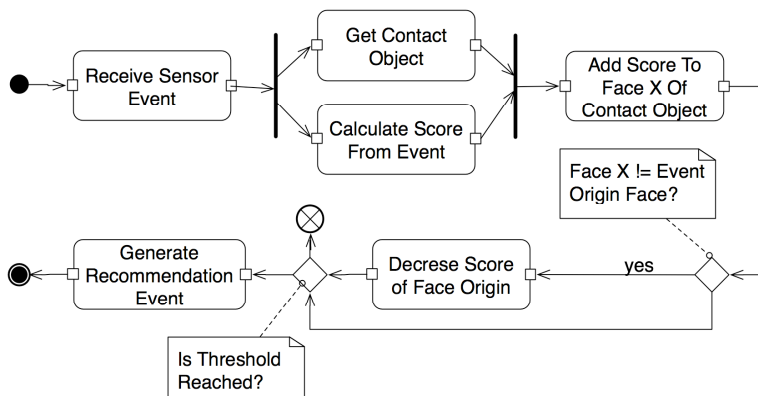 Receive Sensor
Event
Get Contact
Object
Calculate Score
From Event
Add Score To
Face X Of
Contact Object
Face X != Event
Origin Face?
Generate
Recommendation
Event
Decrese Score
of Face Origin
yes
Is Threshold
Reached?